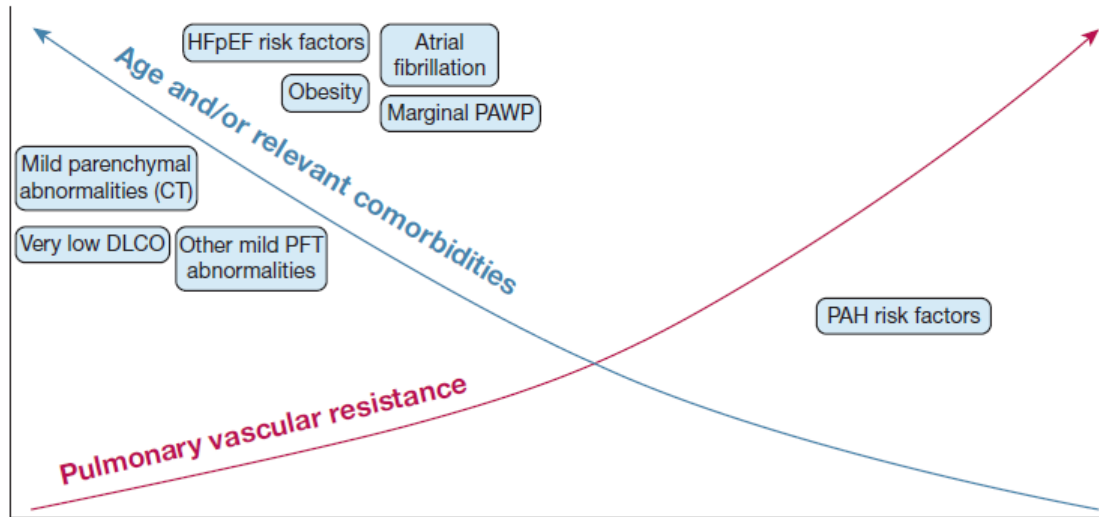 HFpEF risk factors
Atrial
fibrillation
Obesity
Marginal PAWP
Age and/or relevant comorbidities
Mild parenchymal
abnormalities (CT)
Very low DLCO
Other mild PFT
abnormalities
PAH risk factors
Pulmonary vascular resistance